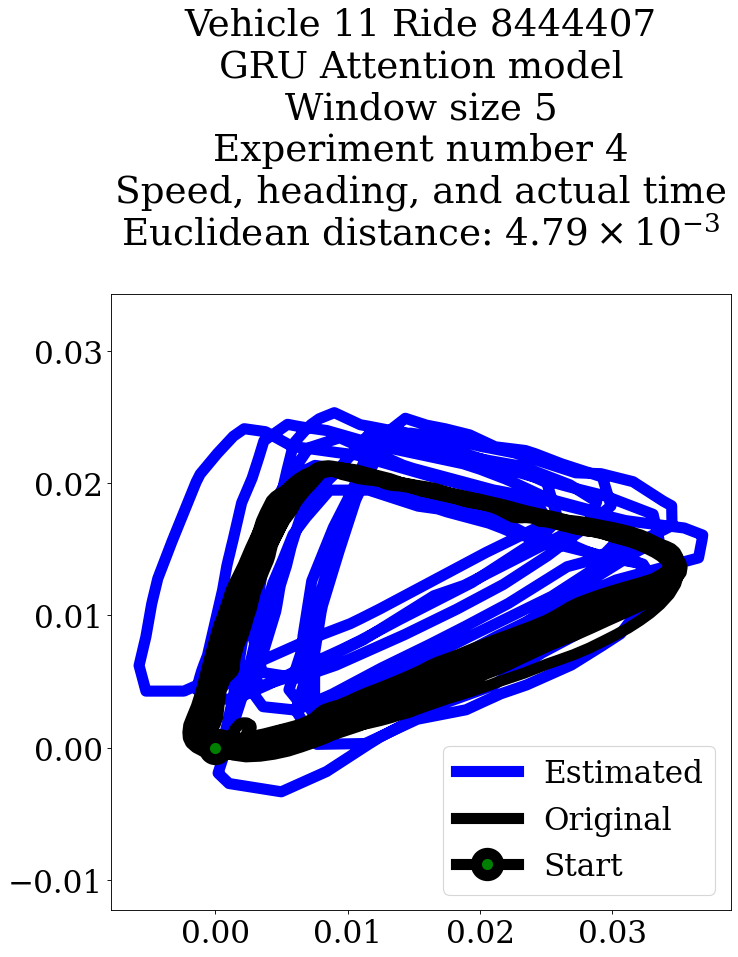 Vehicle 11 Ride 8444407
GRU Attention model
Window size 5
Experiment number 4
Speed, heading, and actual time
Euclidean distance: 4.79 × 10⁻³
0.03
0.02
0.01
0.00
−0.01
0.00 0.01 0.02 0.03
Estimated
Original
Start